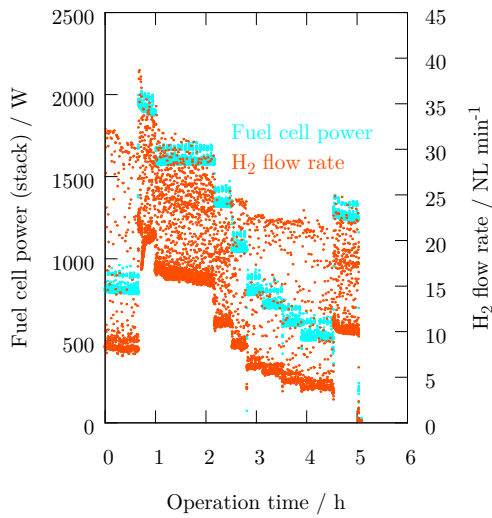 2500
2000
1500
1000
500
0
Fuel cell power (stack) / W
45
40
35
30
25
20
15
10
5
0
H₂ flow rate / NL min⁻¹
Fuel cell power
H₂ flow rate
0 1 2 3 4 5 6
Operation time / h